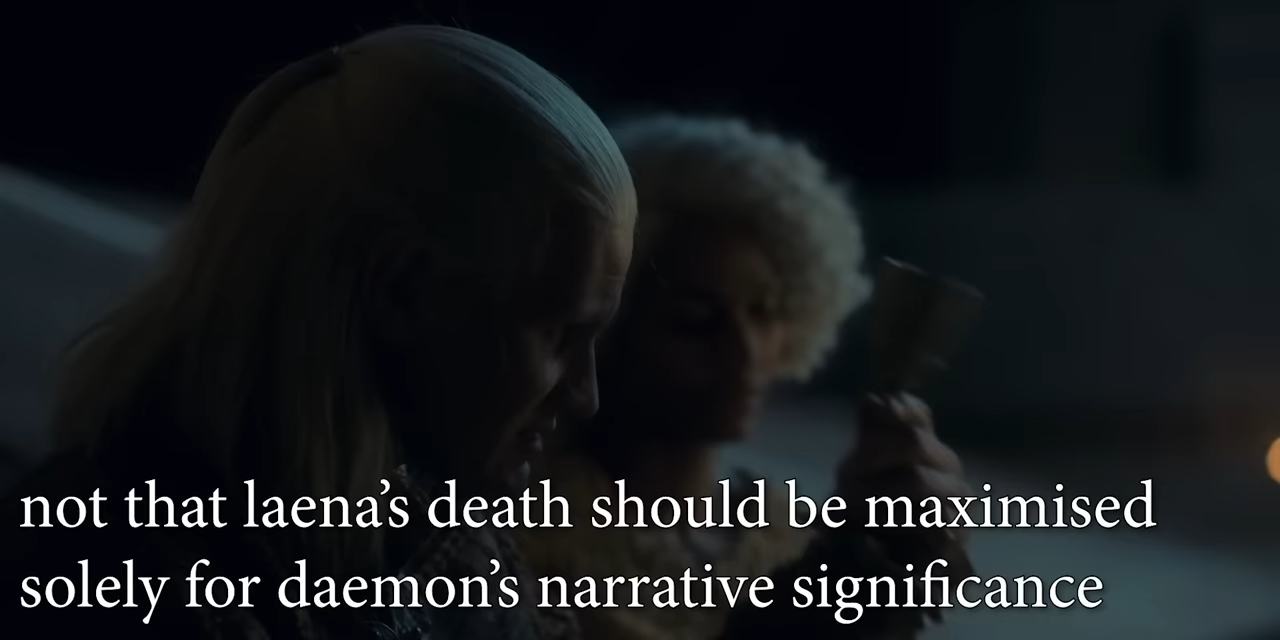 not that laena’s death should be maximised
solely for daemon’s narrative significance